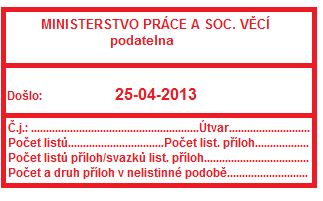 MINISTERSTVO PRÁCE A SOC. VĚCÍ
podatelna
Došlo: 25-04-2013
Č.j.: ........................................................Útvar...........................
Počet listů................................Počet list. příloh..................
Počet listů příloh/svazků list. příloh...................................
Počet a druh příloh v nelistinné podobě...........................